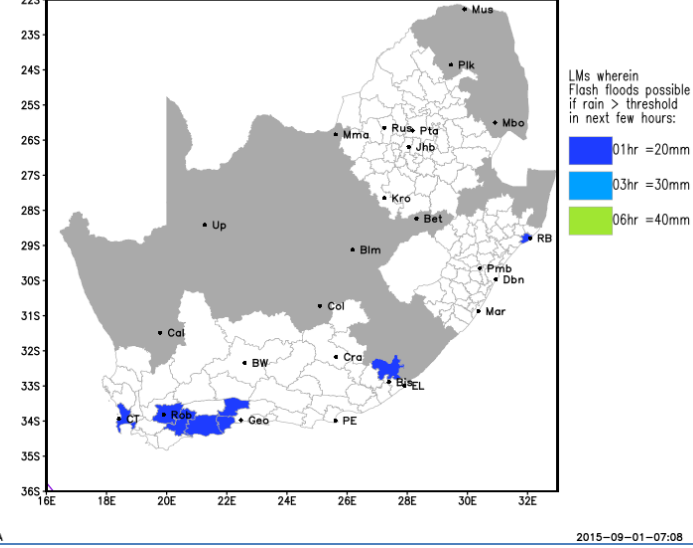 22S
Mus
24S
Plk
LMs wherein
Flash floods possible
if rain > threshold
in next few hours:
Mbo
Rus
Pta
26S
Mma
01hr =20mm
Jhb
03hr =30mm
27S
Kro
28S
Bet
06hr =40mm
Up
RB
29S
Blm
Pmb
30S
Dbn
Col
31S
Mar
Cal
32S
Cra
BW
33S
Bis
EL
Rob
34S
CT
Geo
PE
35S
36S
16E
18E
20E
22E
24E
26E
28E
30E
32E
A
2015-09-01-07:08
23S
25S